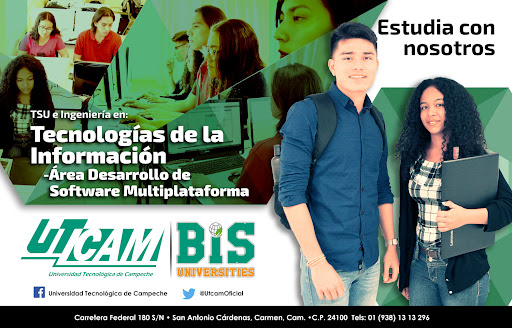 Estudia con
nosotros
TSU e Ingeniería en:
Tecnologías de la
Información
-Área Desarrollo de
Software Multiplataforma
UTCAM
Universidad Tecnológica de Campeche
BIS
UNIVERSITIES
Universidad Tecnológica de Campeche
@UtcamOficial
Carretera Federal 180 S/N • San Antonio Cárdenas, Carmen, Cam. •C.P. 24100 Tels: 01 (938) 13 13 296